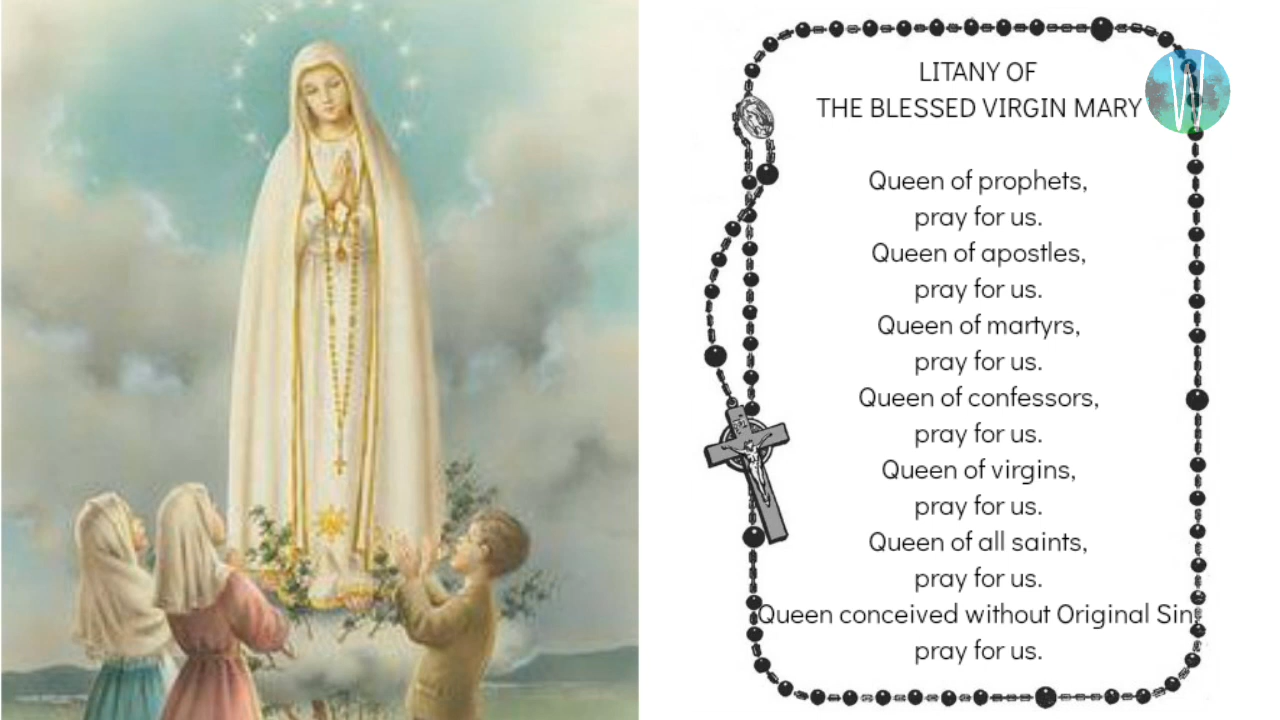 LITANY OF
THE BLESSED VIRGIN MARY
Queen of prophets,
pray for us.
Queen of apostles,
pray for us.
Queen of martyrs,
pray for us.
Queen of confessors,
pray for us.
Queen of virgins,
pray for us.
Queen of all saints,
pray for us.
Queen conceived without Original Sin,
pray for us.